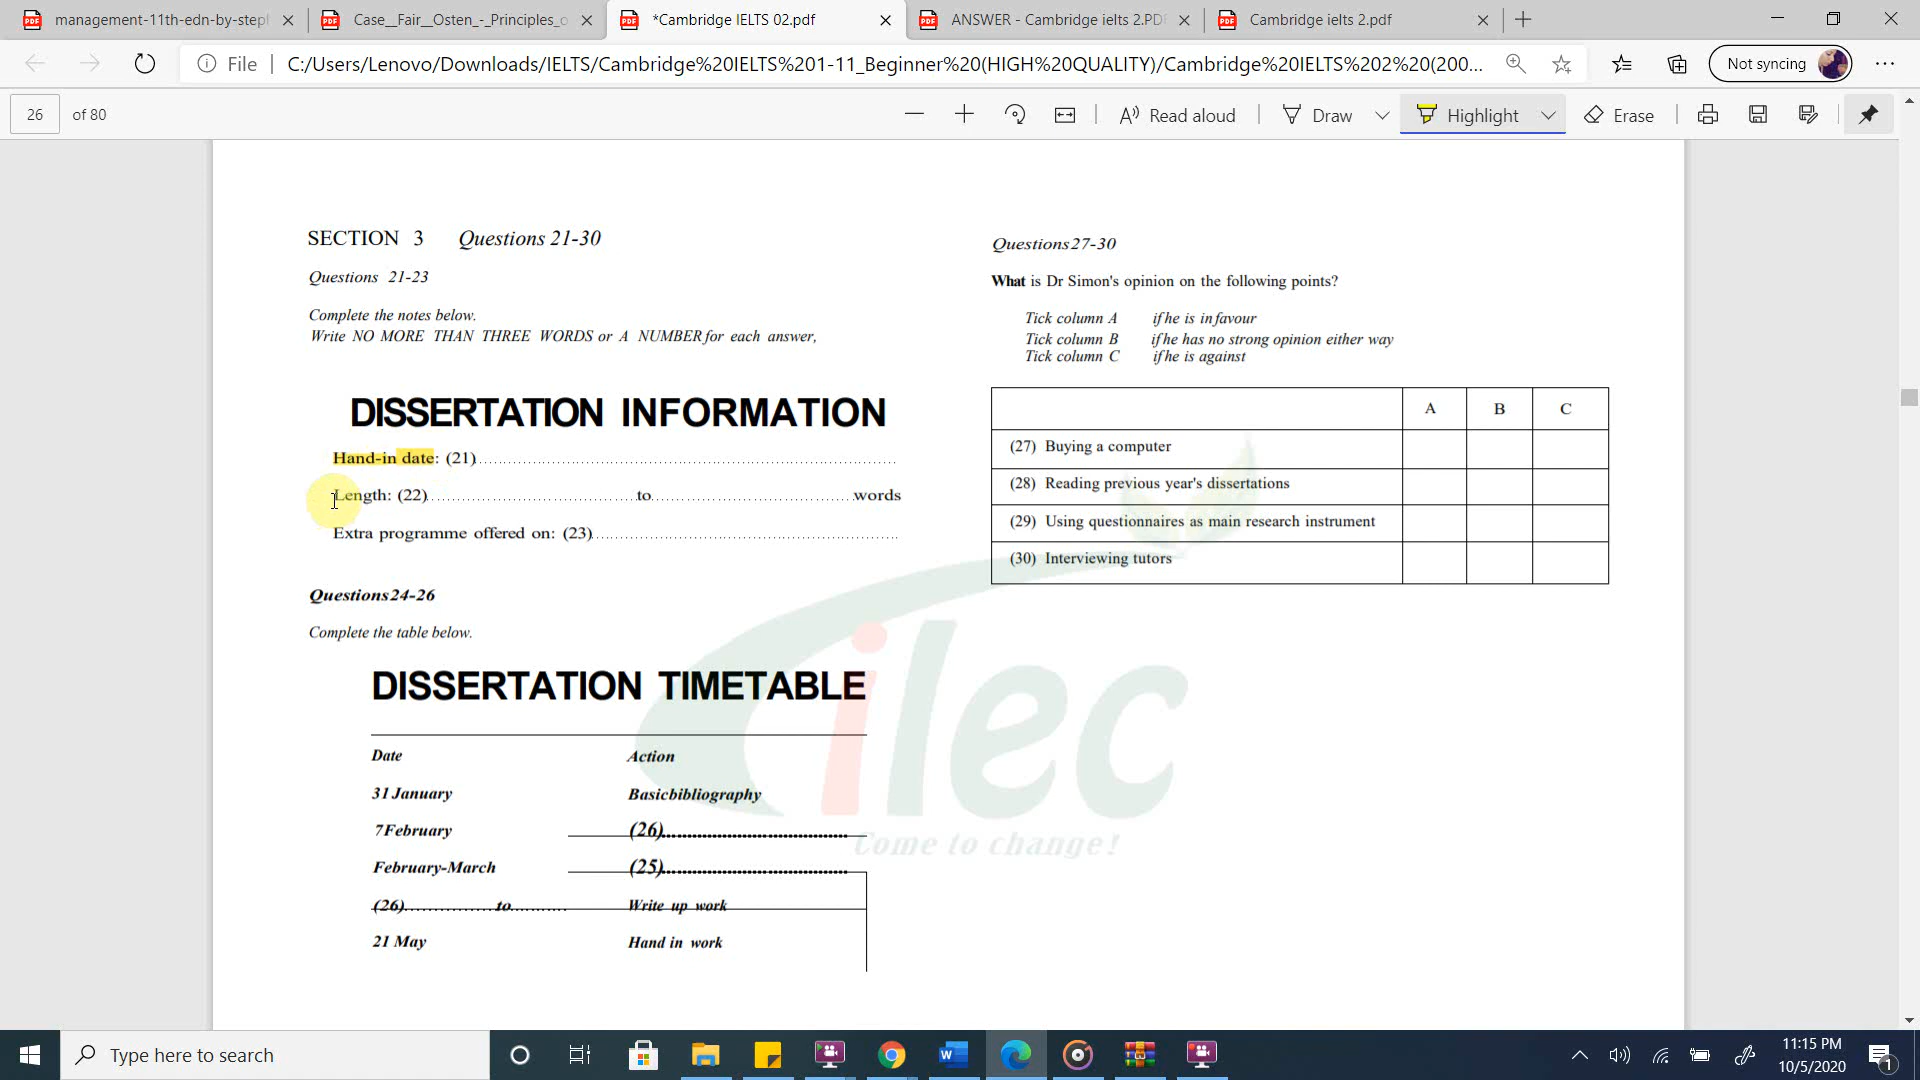 management-11th-edn-by-steph
Case__Fair__Osten_-_Principles_o
*Cambridge IELTS 02.pdf
ANSWER - Cambridge ielts 2.PDF
Cambridge ielts 2.pdf
File
C:/Users/Lenovo/Downloads/IELTS/Cambridge%20IELTS%201-11_Beginner%20(HIGH%20QUALITY)/Cambridge%20IELTS%202%20(200...
Not syncing
26 of 80
Read aloud
Draw
Highlight
Erase
SECTION 3 Questions 21-30
Questions 21-23
Complete the notes below.
Write NO MORE THAN THREE WORDS or A NUMBER for each answer,
DISSERTATION INFORMATION
Hand-in date: (21)
Length: (22) to words
Extra programme offered on: (23)
Questions 24-26
Complete the table below.
DISSERTATION TIMETABLE
Date Action
31 January Basic bibliography
7 February (26)
February-March (25)
(26) to Write up work
21 May Hand in work
Questions 27-30
What is Dr Simon's opinion on the following points?
Tick column A if he is in favour
Tick column B if he has no strong opinion either way
Tick column C if he is against
A B C
(27) Buying a computer
(28) Reading previous year's dissertations
(29) Using questionnaires as main research instrument
(30) Interviewing tutors
ilec
Come to change!
Type here to search
11:15 PM
10/5/2020
1